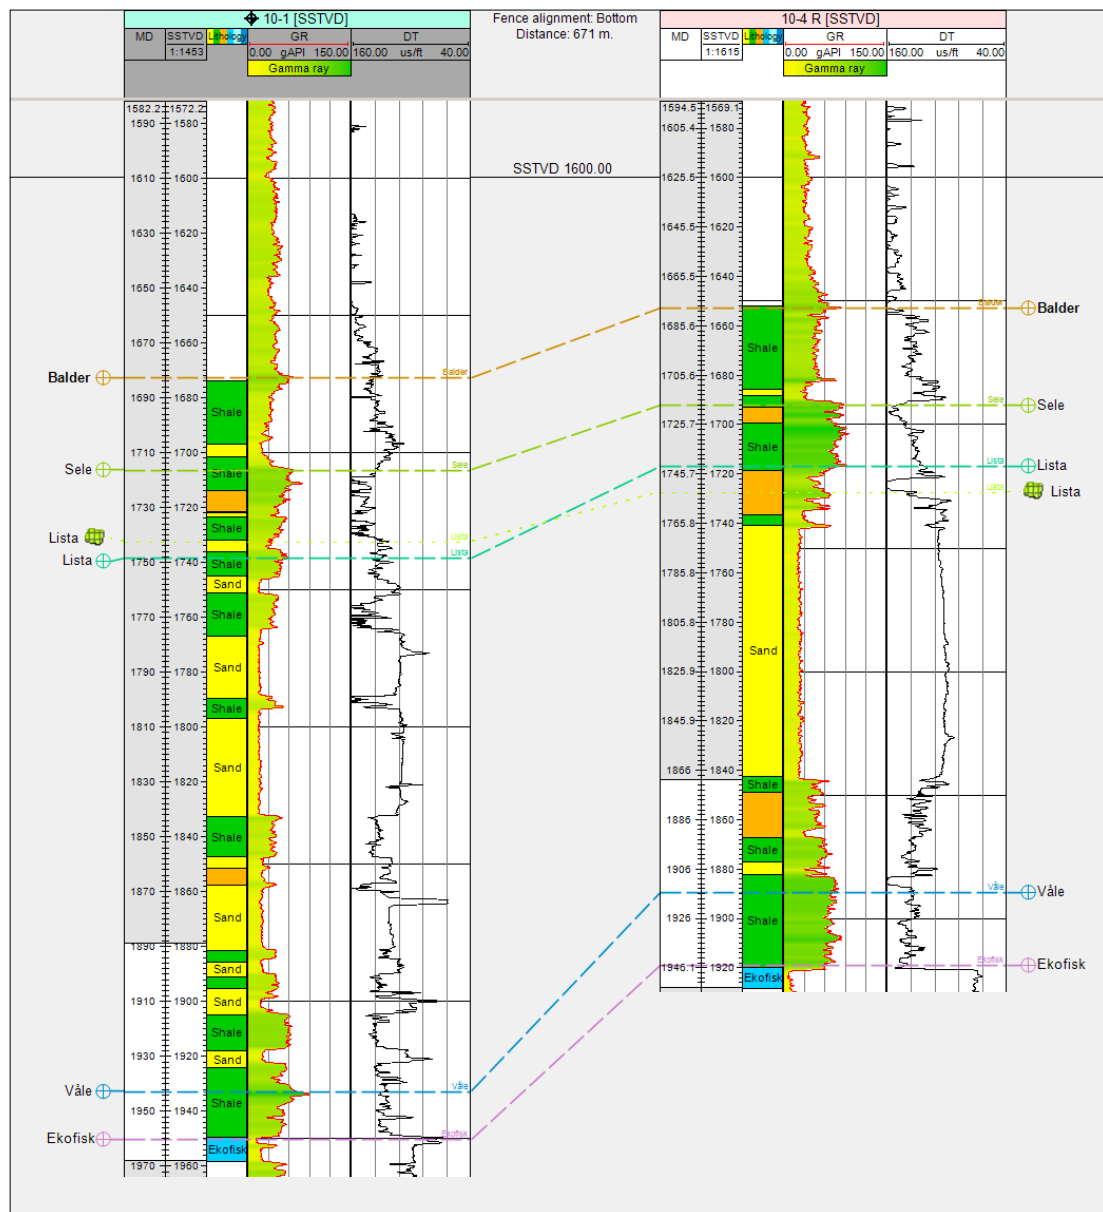 10-1 [SSTVD]
MD SSTVD Lithology GR DT
1:1453 0.00 gAPI 150.00 160.00 us/ft 40.00
Gamma ray
Fence alignment: Bottom
Distance: 671 m.
10-4 R [SSTVD]
MD SSTVD Lithology GR DT
1:1615 0.00 gAPI 150.00 160.00 us/ft 40.00
Gamma ray
SSTVD 1600.00
1582.2 1572.2
1590 1580
1610 1600
1630 1620
1650 1640
1670 1660
1690 1680
1710 1700
1730 1720
1750 1740
1770 1760
1790 1780
1810 1800
1830 1820
1850 1840
1870 1860
1890 1880
1910 1900
1930 1920
1950 1940
1970 1960
Shale
Shale
Shale
Shale
Sand
Shale
Sand
Shale
Sand
Shale
Sand
Sand
Sand
Shale
Sand
Shale
Ekofisk
Balder
Sele
Lista
Lista
Våle
Ekofisk
Balder
Sele
Lista
Lista
Våle
Ekofisk
1594.5 1569.1
1605.4 1580
1625.5 1600
1645.5 1620
1665.5 1640
1685.6 1660
1705.6 1680
1725.7 1700
1745.7 1720
1765.8 1740
1785.8 1760
1805.8 1780
1825.9 1800
1845.9 1820
1866 1840
1886 1860
1906 1880
1926 1900
1946.1 1920
Shale
Shale
Sand
Shale
Shale
Shale
Ekofisk
Balder
Sele
Lista
Lista
Våle
Ekofisk
Balder
Sele
Lista
Lista
Våle
Ekofisk